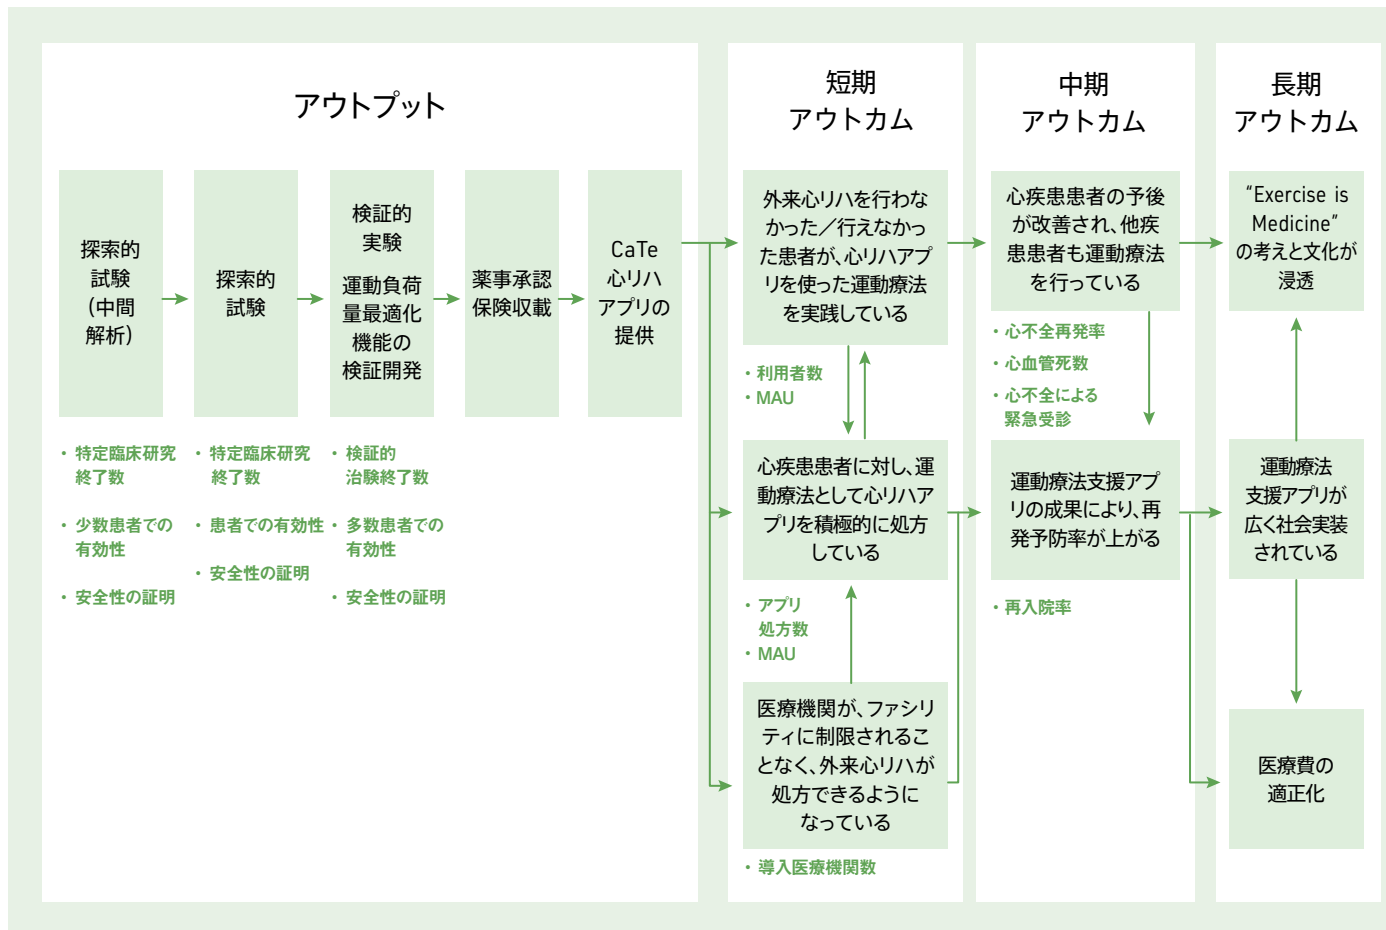 アウトプット
探索的
試験
(中間
解析)
・ 特定臨床研究
終了数
・ 少数患者での
有効性
・ 安全性の証明
探索的
試験
・ 特定臨床研究
終了数
・ 患者での有効性
・ 安全性の証明
検証的
実験
運動負荷
量最適化
機能の
検証開発
・ 検証的
治験終了数
・ 多数患者での
有効性
・ 安全性の証明
薬事承認
保険収載
CaTe
心リハ
アプリの
提供
短期
アウトカム
外来心リハを行わな
かった／行えなかっ
た患者が、心リハアプ
リを使った運動療法
を実践している
・ 利用者数
・ MAU
心疾患患者に対し、運
動療法として心リハア
プリを積極的に処方
している
・ アプリ
処方数
・ MAU
医療機関が、ファシリ
ティに制限されるこ
となく、外来心リハが
処方できるように
なっている
・ 導入医療機関数
中期
アウトカム
心疾患患者の予後
が改善され、他疾
患患者も運動療法
を行っている
・ 心不全再発率
・ 心血管死数
・ 心不全による
緊急受診
運動療法支援アプ
リの成果により、再
発予防率が上がる
・ 再入院率
長期
アウトカム
“Exercise is
Medicine”
の考えと文化が
浸透
運動療法
支援アプリが
広く社会実装
されている
医療費の
適正化